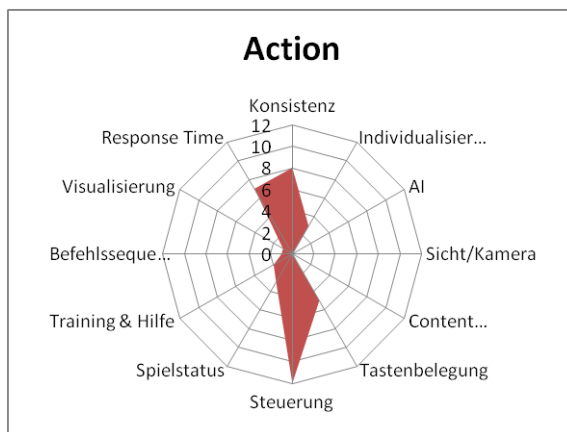 Action
Konsistenz
12
10
8
6
4
2
0
Individualisier...
AI
Sicht/Kamera
Content...
Tastenbelegung
Steuerung
Spielstatus
Training & Hilfe
Befehlsseque...
Visualisierung
Response Time